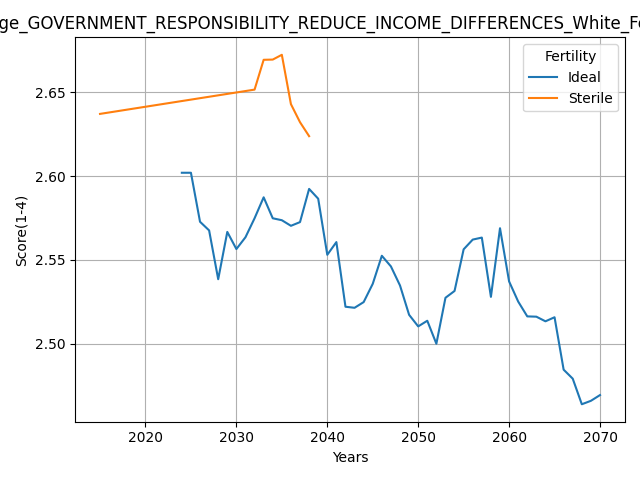 ge_GOVERNMENT_RESPONSIBILITY_REDUCE_INCOME_DIFFERENCES_White_Fe
Fertility
Ideal
Sterile
2.65
2.60
2.55
2.50
Score(1-4)
2020 2030 2040 2050 2060 2070
Years